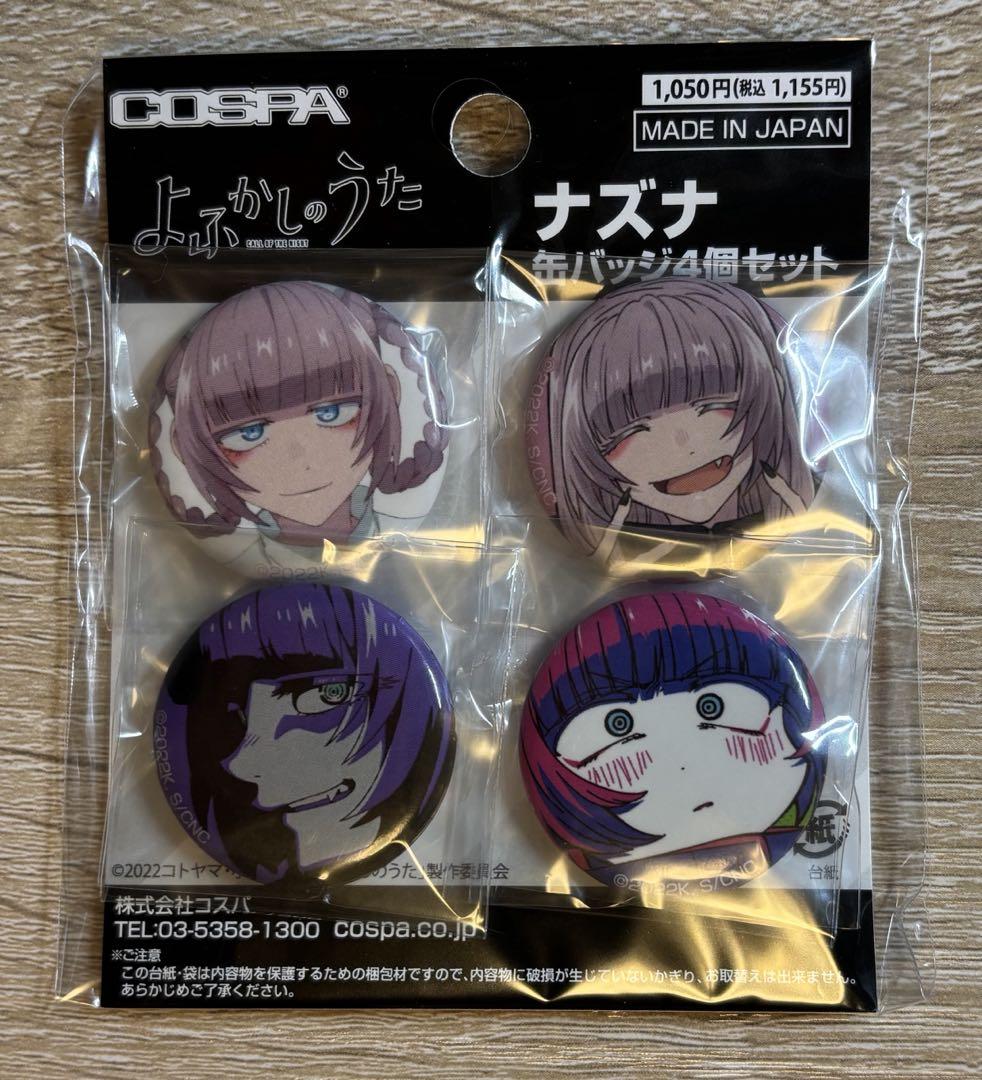 COSPA®
1,050円(税込 1,155円)
MADE IN JAPAN
よふかしのうた
CALL OF THE NIGHT
ナズナ
缶バッジ4個セット
©2022K, S/CNC
©2022K, S/CNC
©2022K, S/CNC
紙
台紙
©2022コトヤマ・ のうた」製作委員会
株式会社コスパ
TEL:03-5358-1300 cospa.co.jp
※ご注意
この台紙・袋は内容物を保護するための梱包材ですので、内容物に破損が生じていないかぎり、お取替えは出来ません。
あらかじめご了承ください。